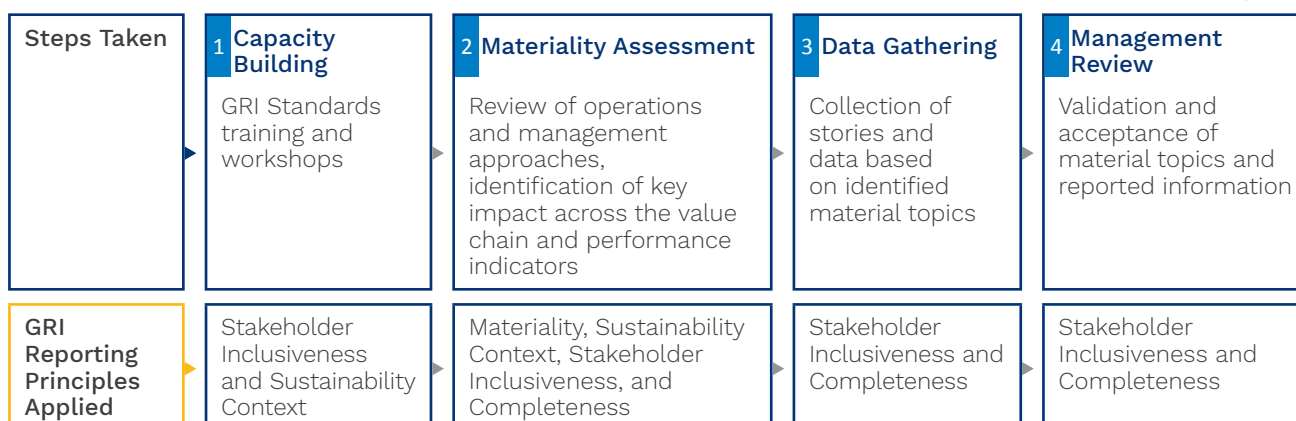 Steps Taken
1 Capacity
Building
GRI Standards
training and
workshops
2 Materiality Assessment
Review of operations
and management
approaches,
identification of key
impact across the value
chain and performance
indicators
3 Data Gathering
Collection of
stories and
data based
on identified
material topics
4 Management
Review
Validation and
acceptance of
material topics and
reported information
GRI
Reporting
Principles
Applied
Stakeholder
Inclusiveness
and Sustainability
Context
Materiality, Sustainability
Context, Stakeholder
Inclusiveness, and
Completeness
Stakeholder
Inclusiveness and
Completeness
Stakeholder
Inclusiveness and
Completeness